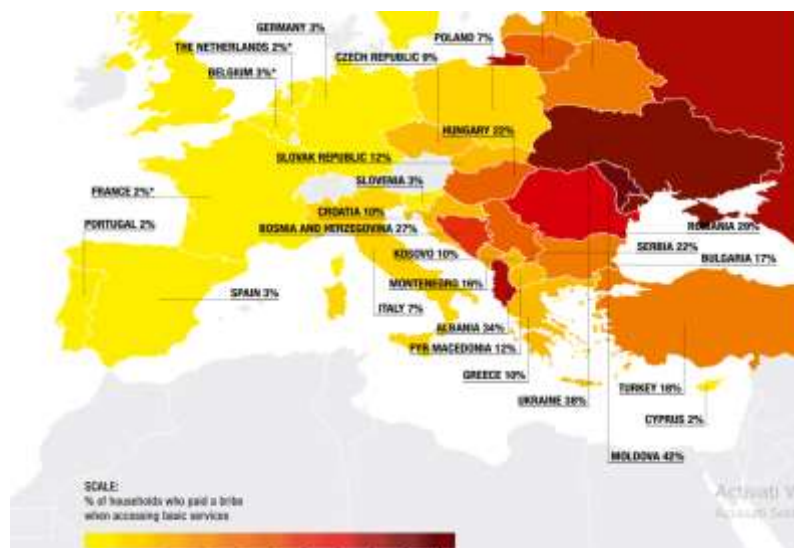 GERMANY 3%
POLAND 7%
THE NETHERLANDS 2%*
CZECH REPUBLIC 9%
BELGIUM 3%*
HUNGARY 22%
SLOVAK REPUBLIC 12%
SLOVENIA 3%
FRANCE 2%*
CROATIA 10%
PORTUGAL 2%
BOSNIA AND HERZEGOVINA 27%
ROMANIA 29%
SERBIA 22%
KOSOVO 10%
BULGARIA 17%
MONTENEGRO 16%
SPAIN 3%
ITALY 7%
ALBANIA 34%
FYR MACEDONIA 12%
GREECE 10%
TURKEY 18%
UKRAINE 38%
CYPRUS 2%
MOLDOVA 42%
SCALE:
% of households who paid a bribe
when accessing basic services
Activati